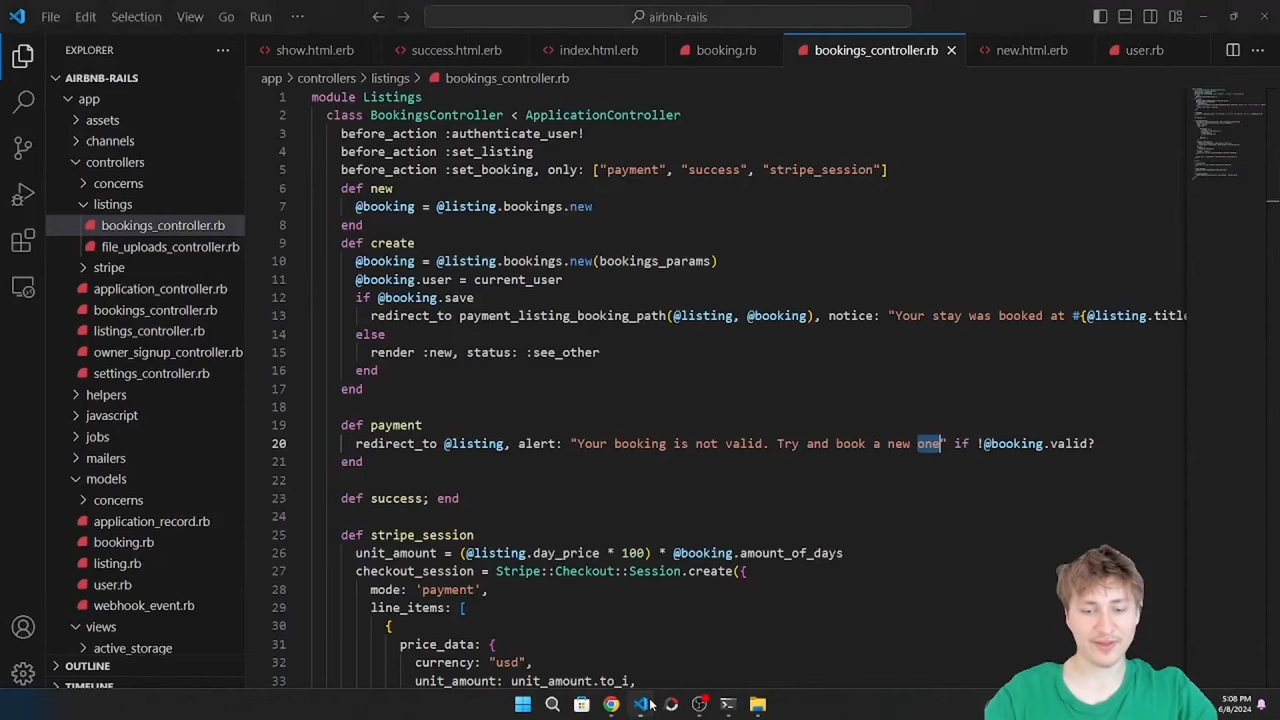 File Edit Selection View Go Run ··· airbnb-rails
EXPLORER ···
show.html.erb success.html.erb index.html.erb booking.rb bookings_controller.rb new.html.erb user.rb
AIRBNB-RAILS
app
assets
channels
controllers
concerns
listings
bookings_controller.rb
file_uploads_controller.rb
stripe
application_controller.rb
bookings_controller.rb
listings_controller.rb
owner_signup_controller.rb
settings_controller.rb
helpers
javascript
jobs
mailers
models
concerns
application_record.rb
booking.rb
listing.rb
user.rb
webhook_event.rb
views
active_storage
OUTLINE
TIMELINE
app > controllers > listings > bookings_controller.rb
1 module Listings
2 class BookingsController < ApplicationController
3 before_action :authenticate_user!
4 before_action :set_listing
5 before_action :set_booking, only: ["payment", "success", "stripe_session"]
6 def new
7 @booking = @listing.bookings.new
8 end
9 def create
10 @booking = @listing.bookings.new(bookings_params)
11 @booking.user = current_user
12 if @booking.save
13 redirect_to payment_listing_booking_path(@listing, @booking), notice: "Your stay was booked at #{@listing.title
14 else
15 render :new, status: :see_other
16 end
17 end
18
19 def payment
20 redirect_to @listing, alert: "Your booking is not valid. Try and book a new one" if !@booking.valid?
21 end
22
23 def success; end
24
25 def stripe_session
26 unit_amount = (@listing.day_price * 100) * @booking.amount_of_days
27 checkout_session = Stripe::Checkout::Session.create({
28 mode: 'payment',
29 line_items: [
30 {
31 price_data: {
32 currency: "usd",
33 unit_amount: unit_amount.to_i,
5:08 PM
6/8/2024